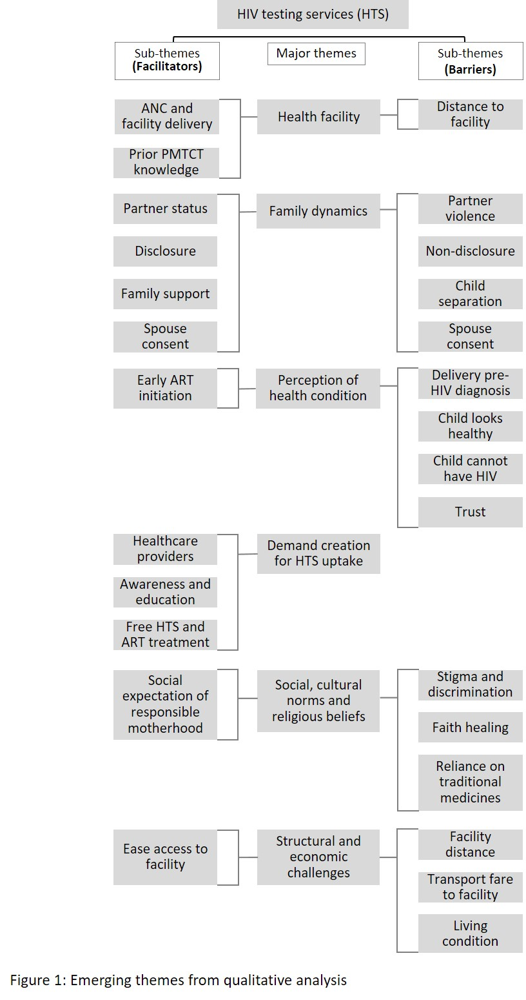 HIV testing services (HTS)
Sub-themes
(Facilitators)
Major themes
Sub-themes
(Barriers)
ANC and
facility delivery
Prior PMTCT
knowledge
Health facility
Distance to
facility
Partner status
Disclosure
Family support
Spouse
consent
Family dynamics
Partner
violence
Non-disclosure
Child
separation
Spouse
consent
Early ART
initiation
Perception of
health condition
Delivery pre-
HIV diagnosis
Child looks
healthy
Child cannot
have HIV
Trust
Healthcare
providers
Awareness and
education
Free HTS and
ART treatment
Demand creation
for HTS uptake
Social
expectation of
responsible
motherhood
Social, cultural
norms and
religious beliefs
Stigma and
discrimination
Faith healing
Reliance on
traditional
medicines
Ease access to
facility
Structural and
economic
challenges
Facility
distance
Transport fare
to facility
Living
condition
Figure 1: Emerging themes from qualitative analysis